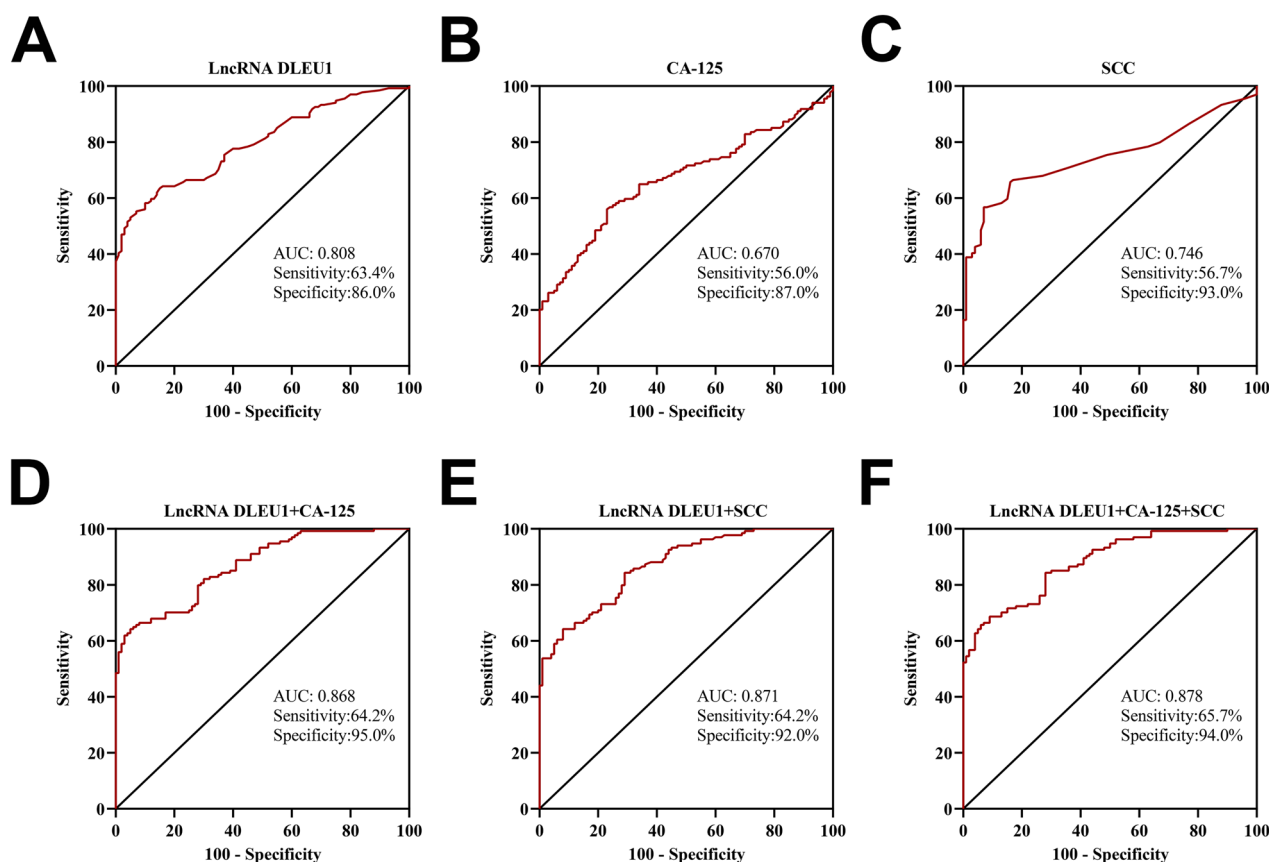 A
LncRNA DLEU1
100
80
60
40
20
0
Sensitivity
AUC: 0.808
Sensitivity:63.4%
Specificity:86.0%
0 20 40 60 80 100
100 - Specificity
B
CA-125
100
80
60
40
20
0
Sensitivity
AUC: 0.670
Sensitivity:56.0%
Specificity:87.0%
0 20 40 60 80 100
100 - Specificity
C
SCC
100
80
60
40
20
0
Sensitivity
AUC: 0.746
Sensitivity:56.7%
Specificity:93.0%
0 20 40 60 80 100
100 - Specificity
D
LncRNA DLEU1+CA-125
100
80
60
40
20
0
Sensitivity
AUC: 0.868
Sensitivity:64.2%
Specificity:95.0%
0 20 40 60 80 100
100 - Specificity
E
LncRNA DLEU1+SCC
100
80
60
40
20
0
Sensitivity
AUC: 0.871
Sensitivity:64.2%
Specificity:92.0%
0 20 40 60 80 100
100 - Specificity
F
LncRNA DLEU1+CA-125+SCC
100
80
60
40
20
0
Sensitivity
AUC: 0.878
Sensitivity:65.7%
Specificity:94.0%
0 20 40 60 80 100
100 - Specificity